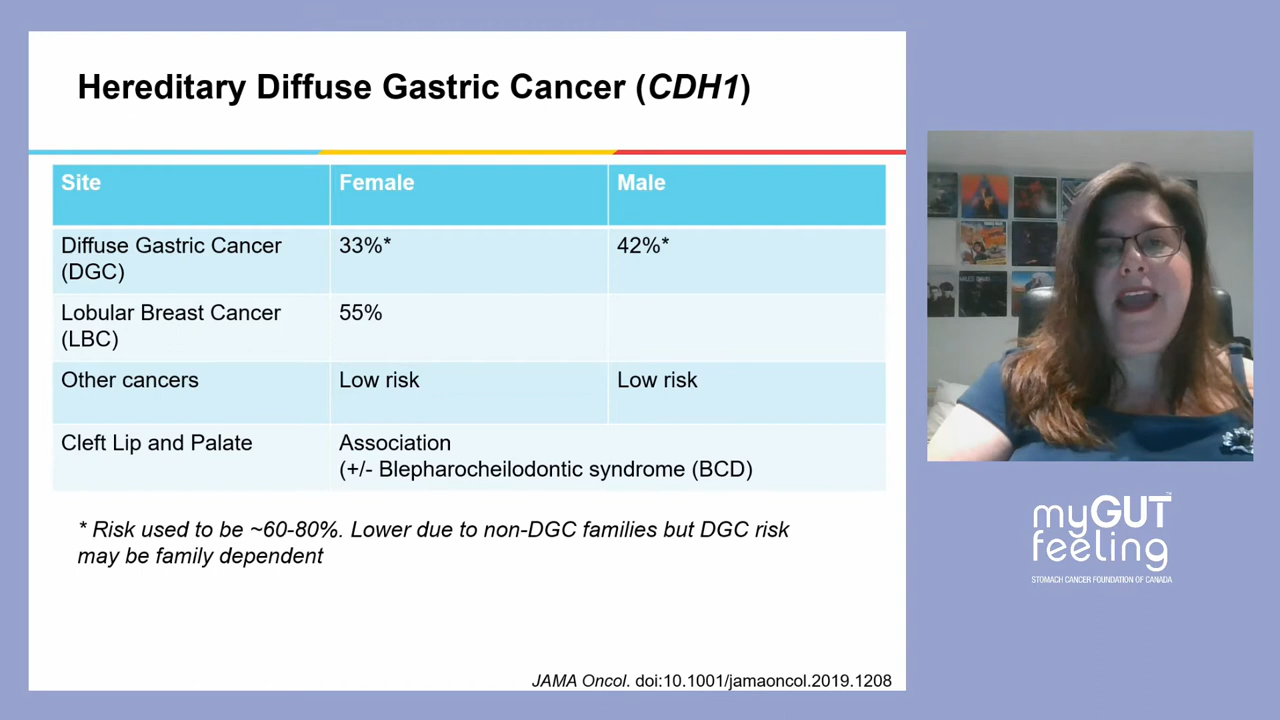 Hereditary Diffuse Gastric Cancer (CDH1)
Site Female Male
Diffuse Gastric Cancer 33%* 42%*
(DGC)
Lobular Breast Cancer 55%
(LBC)
Other cancers Low risk Low risk
Cleft Lip and Palate Association
(+/- Blepharocheilodontic syndrome (BCD)
* Risk used to be ~60-80%. Lower due to non-DGC families but DGC risk
may be family dependent
JAMA Oncol. doi:10.1001/jamaoncol.2019.1208
myGUT
feeling
STOMACH CANCER FOUNDATION OF CANADA